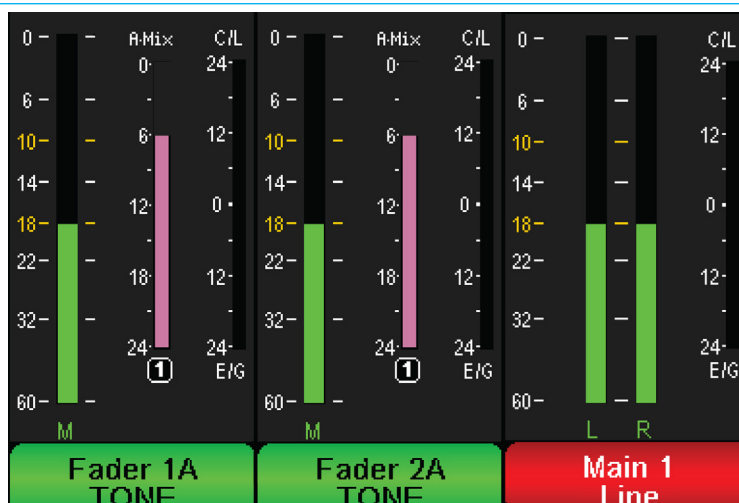 0 A-Mix C/L 0 A-Mix C/L 0 C/L
0 24 0 24 24
6 6 6
10 6 12 10 6 12 10 12
14 14 14
12 0 12 0 0
18 18 18
22 18 12 22 18 12 22 12
32 32 32
24 24 24 24 24
1 E/G 1 E/G E/G
60 60 60
M M L R
Fader 1A Fader 2A Main 1
TONE TONE Line